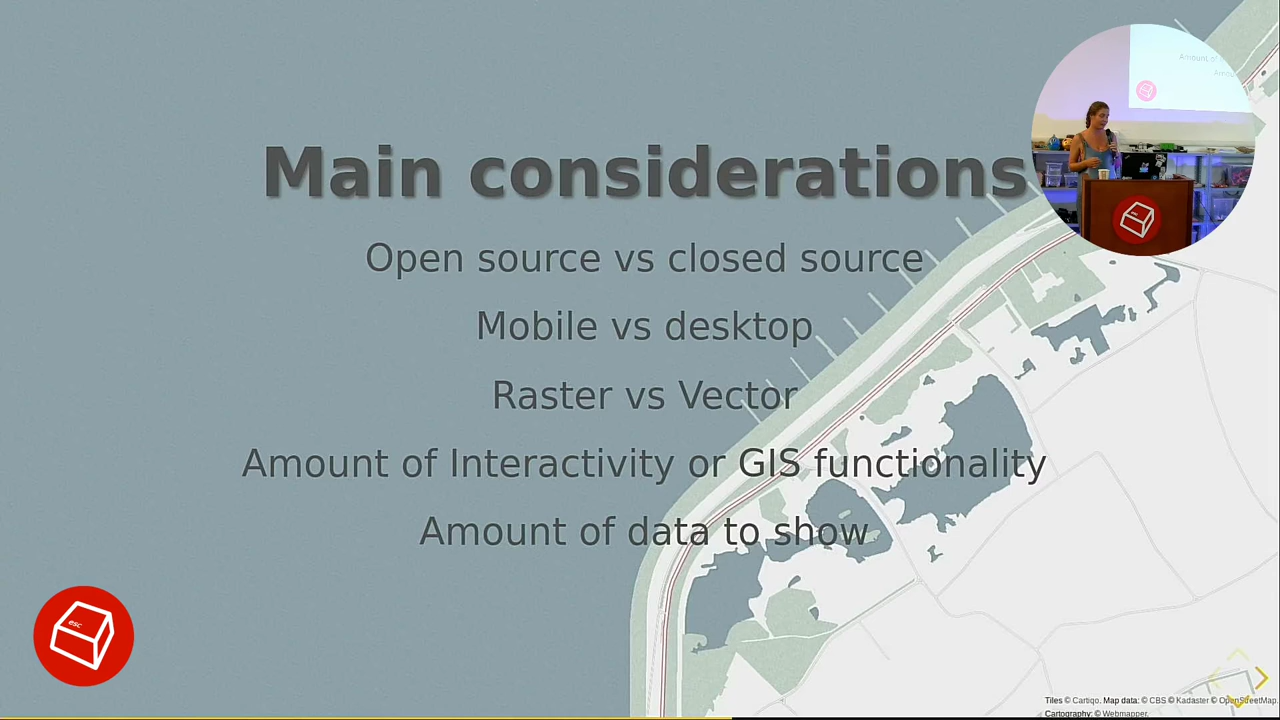 Main considerations
Open source vs closed source
Mobile vs desktop
Raster vs Vector
Amount of Interactivity or GIS functionality
Amount of data to show
esc
Tiles © Cartiqo, Map data: © CBS © Kadaster © OpenStreetMap
Cartography: © Webmapper,